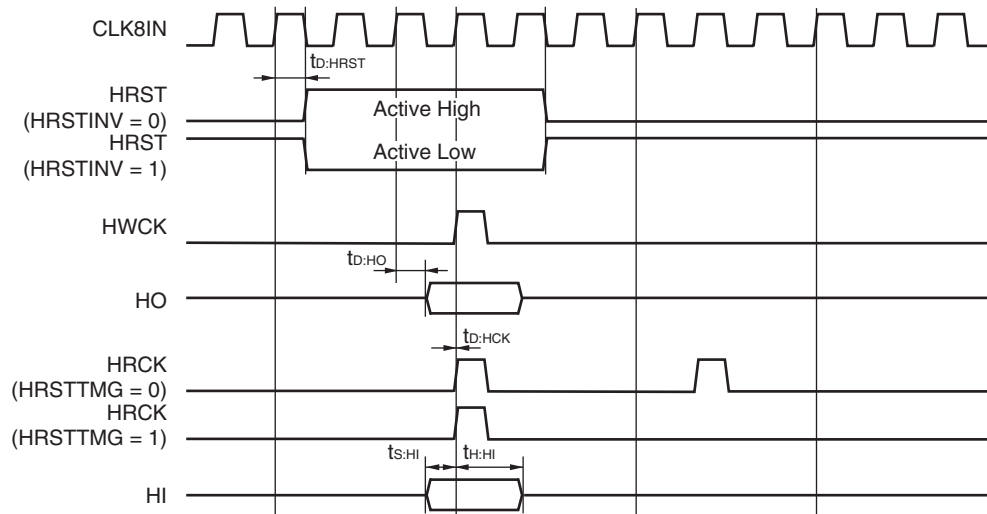 CLK8IN
tD:HRST
HRST
(HRSTINV = 0)
Active High
HRST
(HRSTINV = 1)
Active Low
HWCK
tD:HO
HO
tD:HCK
HRCK
(HRSTTMG = 0)
HRCK
(HRSTTMG = 1)
tS:HI
tH:HI
HI